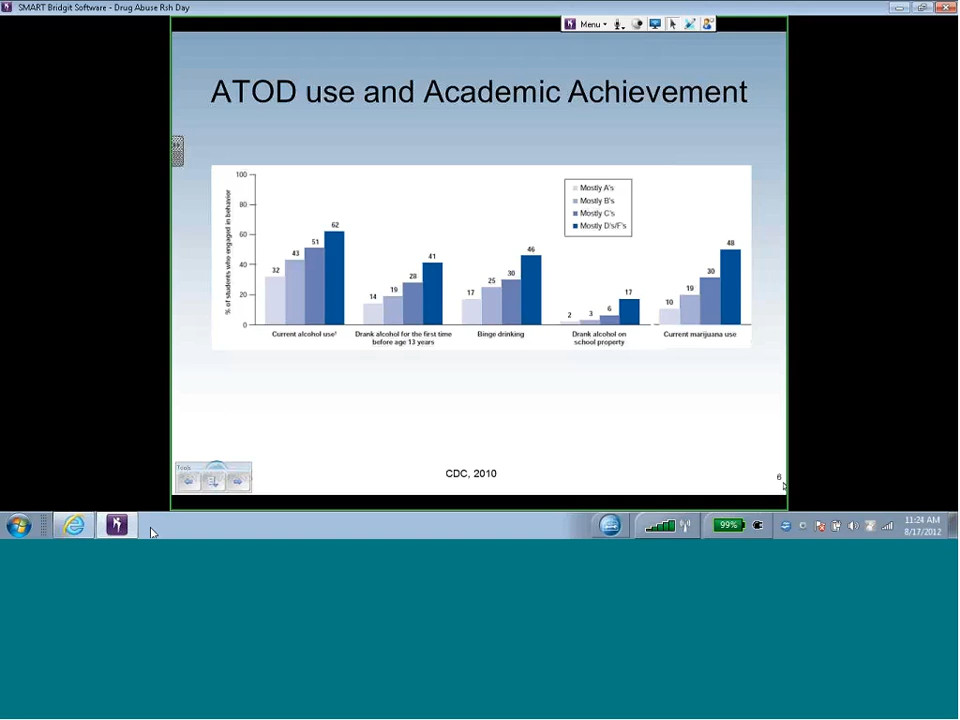 SMART Bridgit Software - Drug Abuse Rsh Day
Menu
ATOD use and Academic Achievement
% of students who engaged in behavior
100
80
60
40
20
0
Mostly A's
Mostly B's
Mostly C's
Mostly D's/F's
32
43
51
62
14
19
28
41
17
25
30
46
2
3
6
17
10
19
30
48
Current alcohol use¹
Drank alcohol for the first time
before age 13 years
Binge drinking
Drank alcohol on
school property
Current marijuana use
Tools
CDC, 2010
6
99%
11:24 AM
8/17/2012